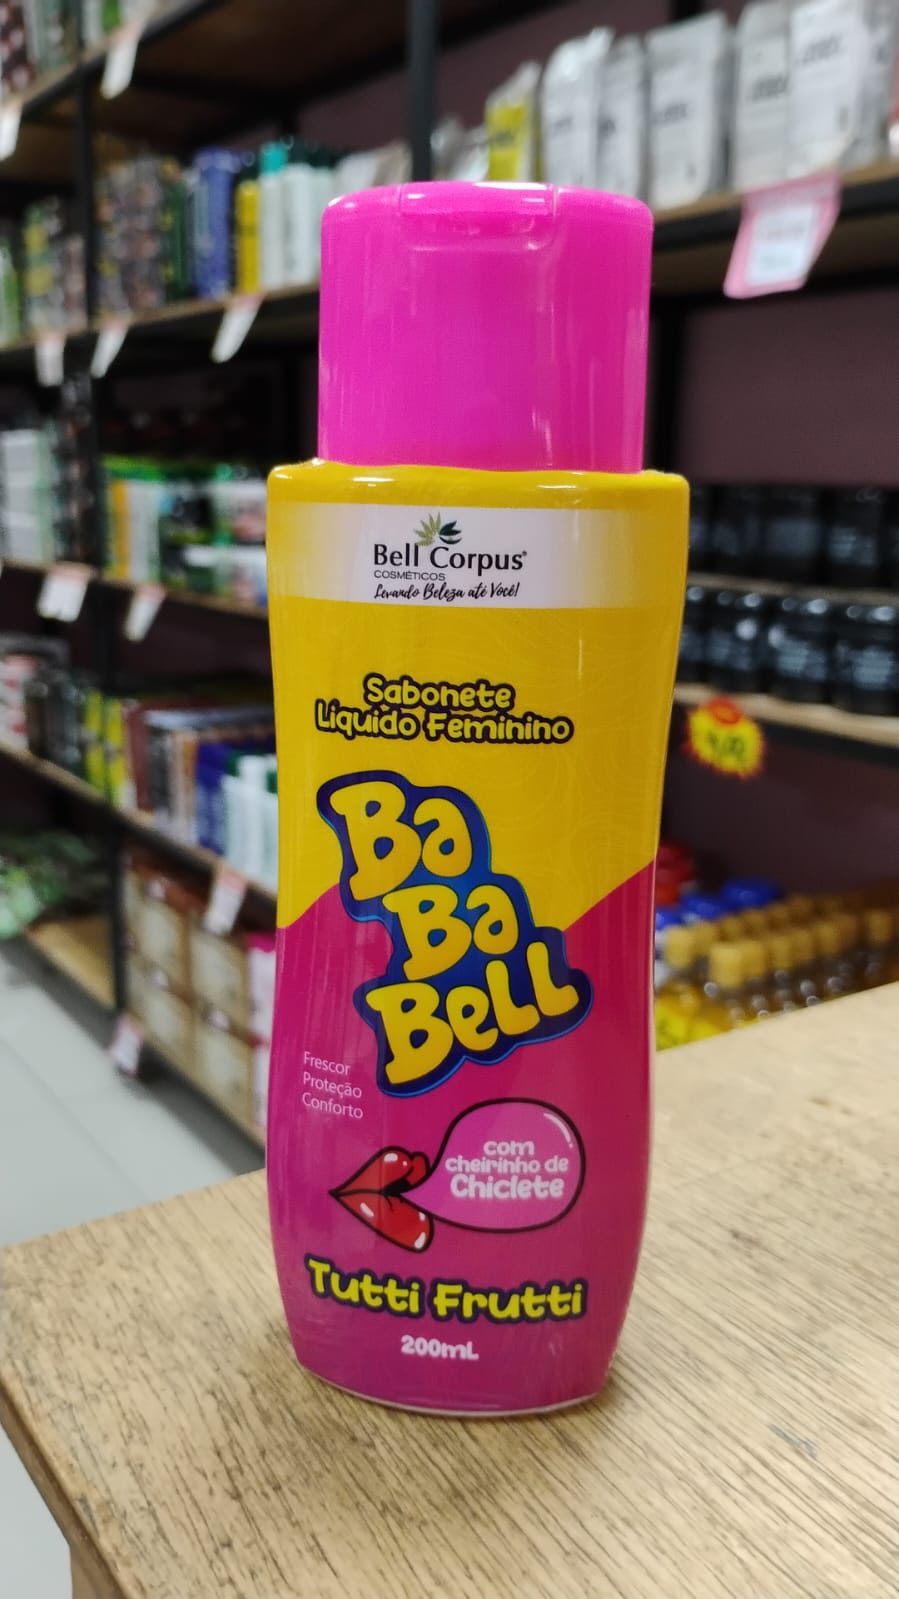 Bell Corpus®
COSMÉTICOS
Levando Beleza até Você!
Sabonete
Líquido Feminino
Ba
Ba
Bell
Frescor
Proteção
Conforto
com
cheirinho de
Chiclete
Tutti Frutti
200mL